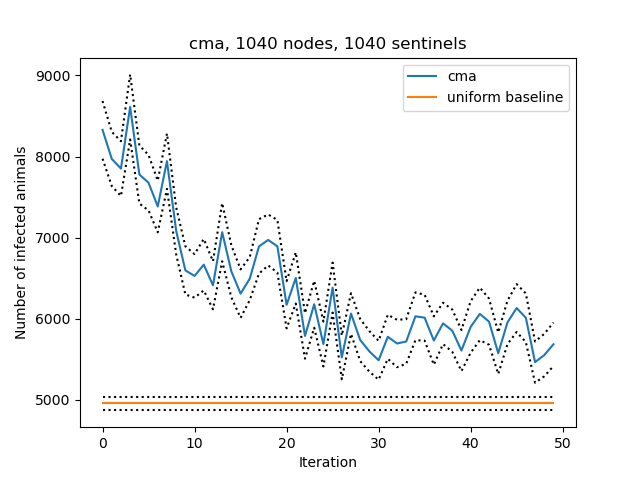 cma, 1040 nodes, 1040 sentinels
cma
uniform baseline
Number of infected animals
9000
8000
7000
6000
5000
0 10 20 30 40 50
Iteration